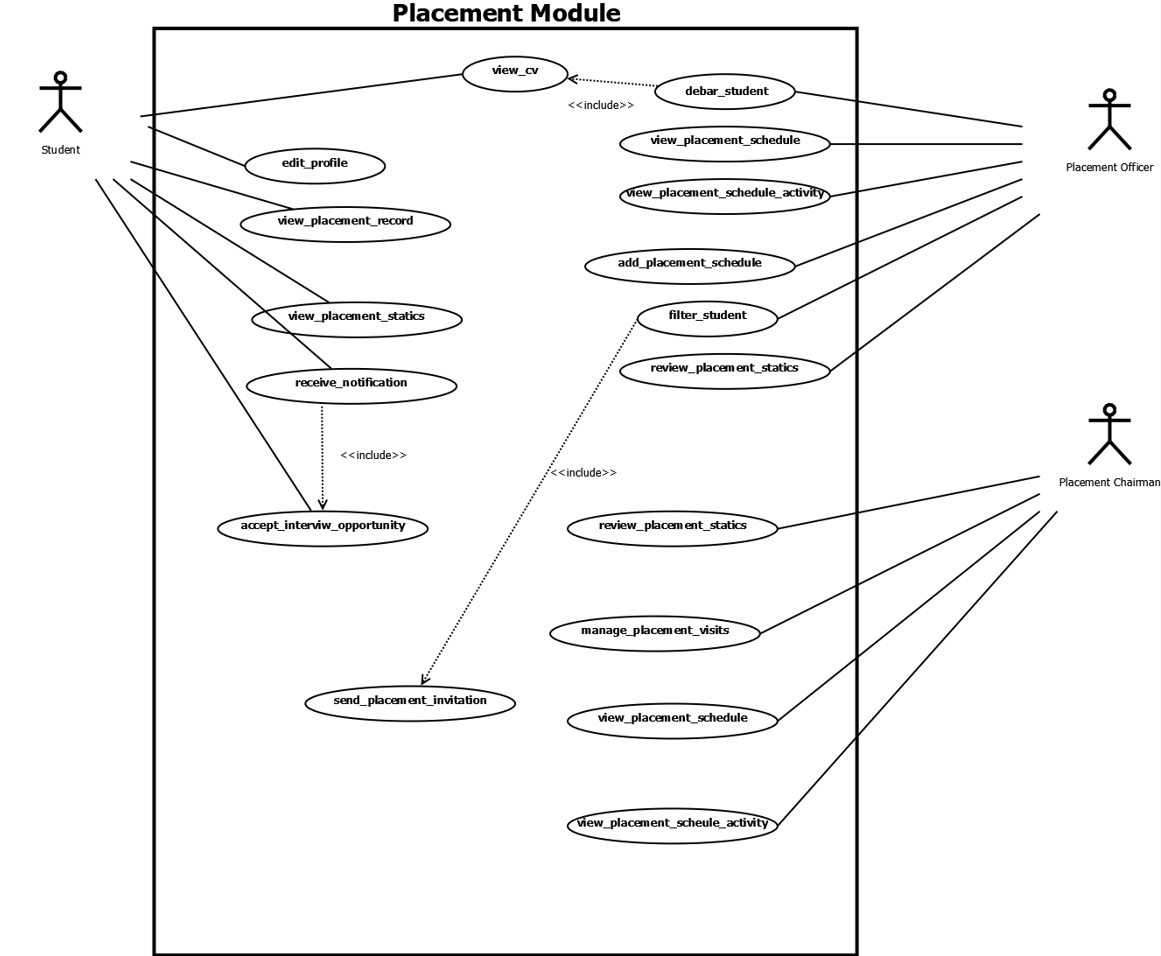 Placement Module
view_cv
debar_student
<<include>>
Student
view_placement_schedule
edit_profile
Placement Officer
view_placement_schedule_activity
view_placement_record
add_placement_schedule
view_placement_statics
filter_student
review_placement_statics
receive_notification
<<include>>
<<include>>
Placement Chairman
accept_interviw_opportunity
review_placement_statics
manage_placement_visits
send_placement_invitation
view_placement_schedule
view_placement_scheule_activity